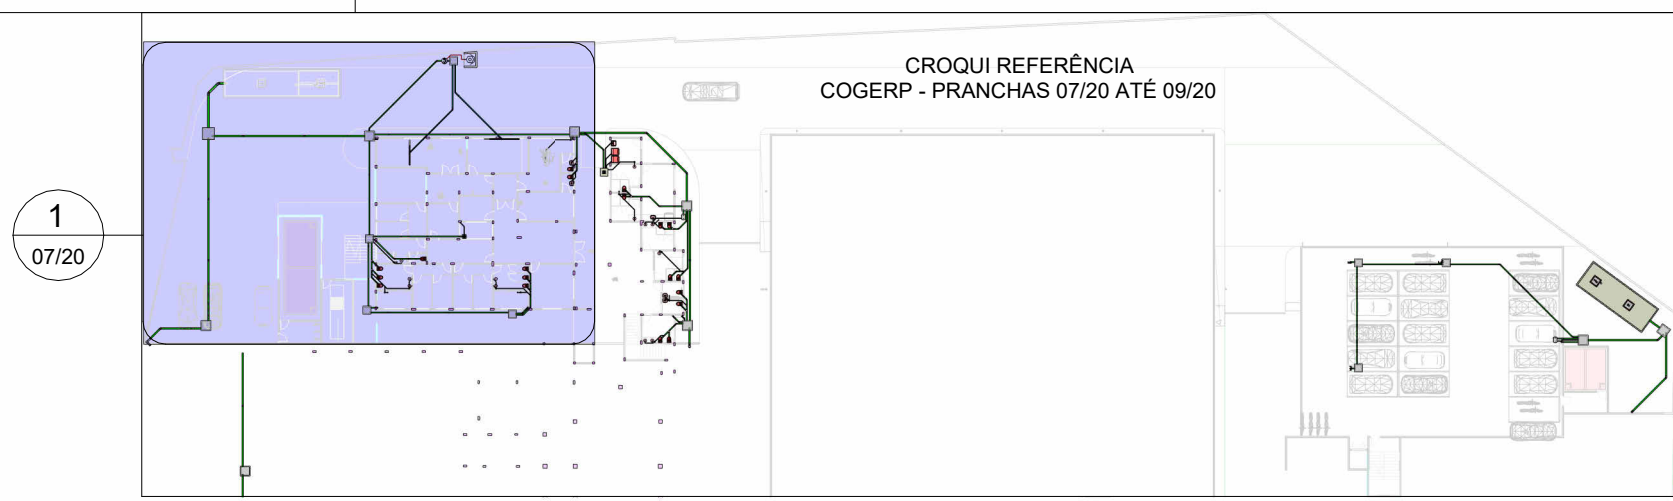 CROQUI REFERÊNCIA
COGERP - PRANCHAS 07/20 ATÉ 09/20
1
07/20